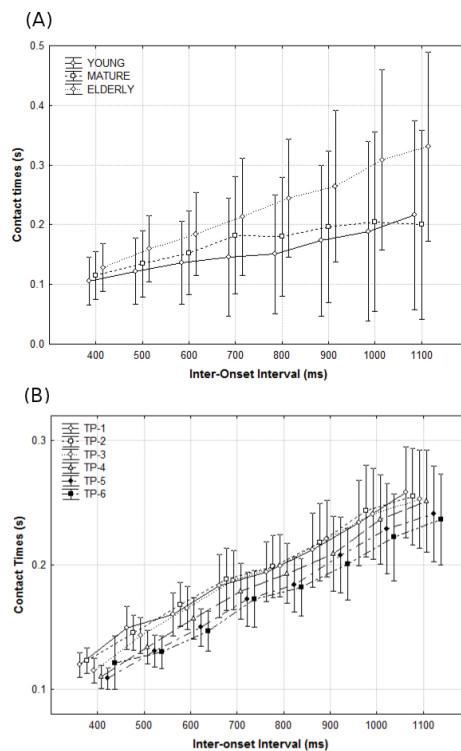 (A)
0.5
0.4
0.3
0.2
0.1
0.0
Contact times (s)
YOUNG
MATURE
ELDERLY
400 500 600 700 800 900 1000 1100
Inter-Onset Interval (ms)
(B)
0.3
0.2
0.1
Contact Times (s)
TP-1
TP-2
TP-3
TP-4
TP-5
TP-6
400 500 600 700 800 900 1000 1100
Inter-onset Interval (ms)